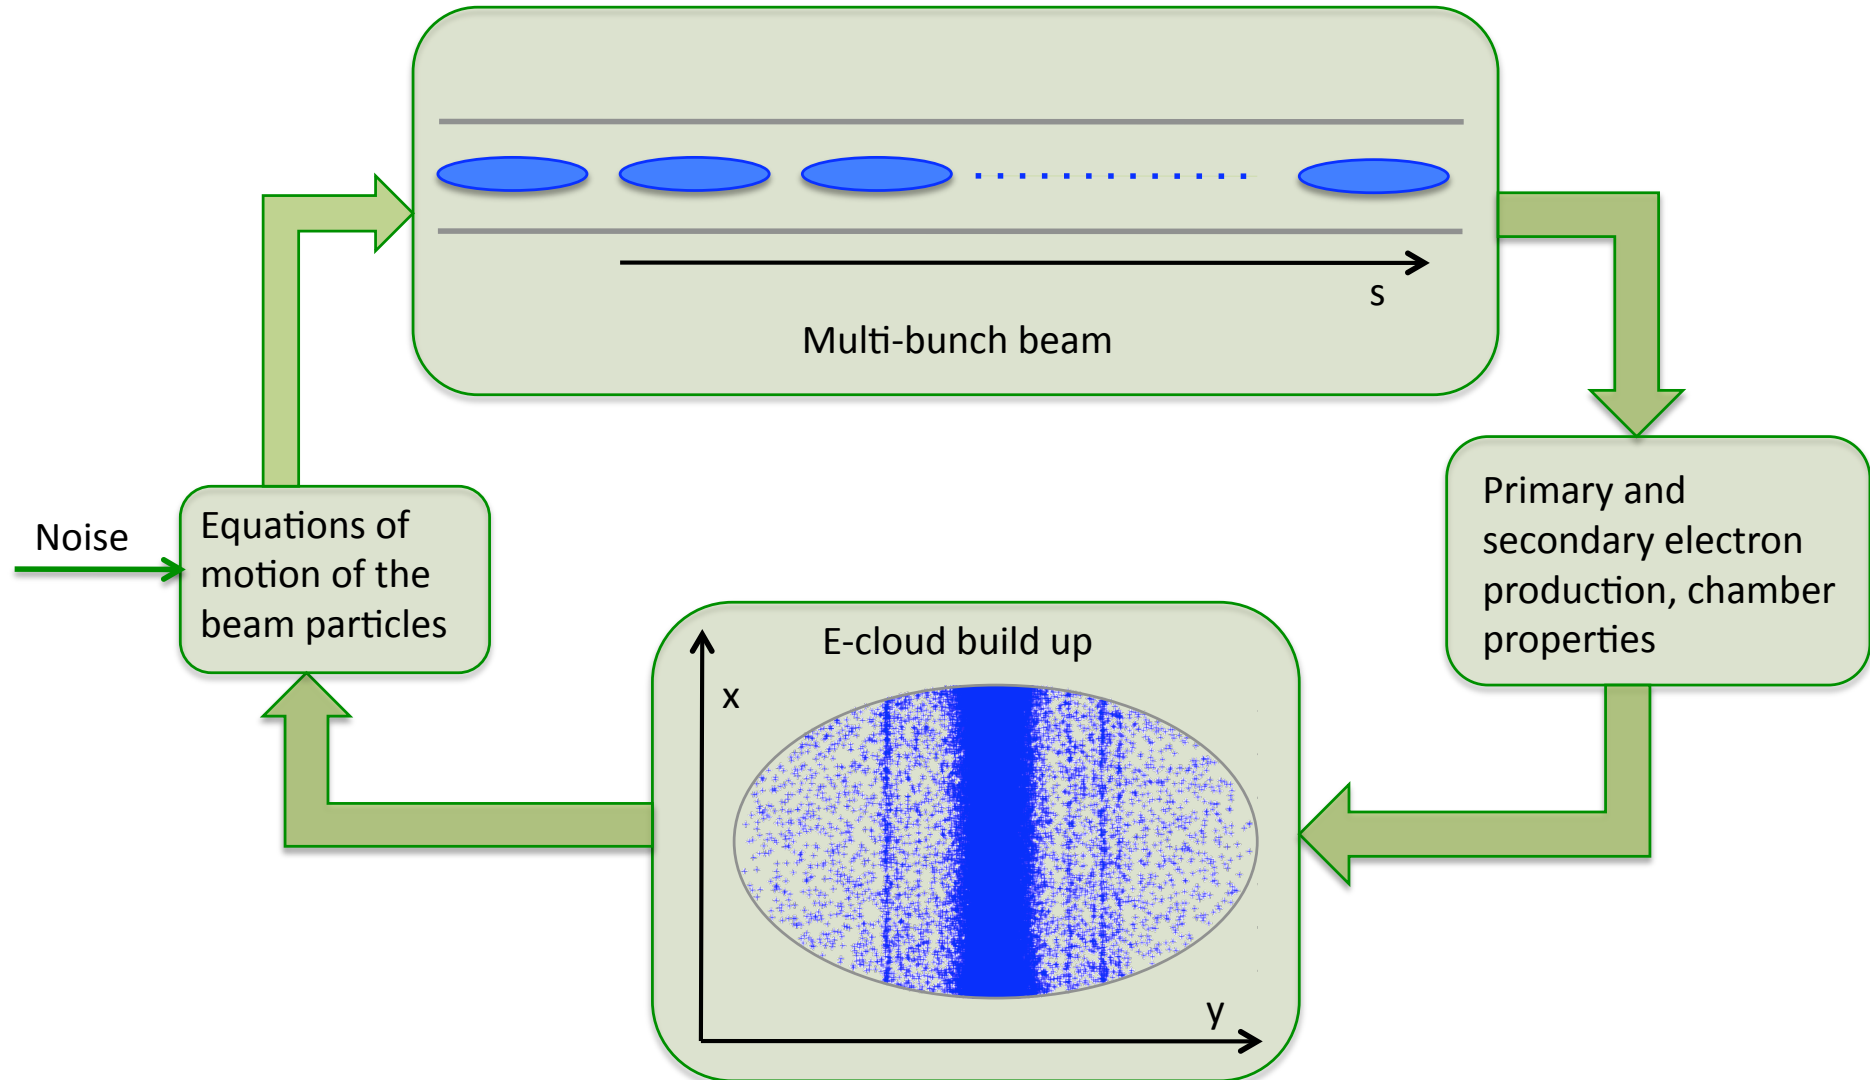 s
Multi-bunch beam
Noise
Equations of
motion of the
beam particles
Primary and
secondary electron
production, chamber
properties
E-cloud build up
x
y